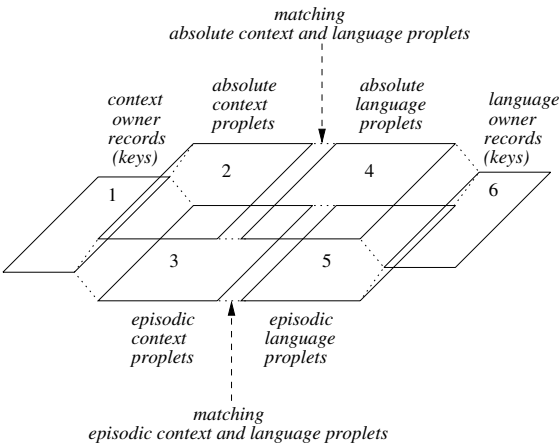 matching
absolute context and language proplets
context
owner
records
(keys)
absolute
context
proplets
absolute
language
proplets
language
owner
records
(keys)
1
2
4
6
3
5
episodic
context
proplets
episodic
language
proplets
matching
episodic context and language proplets